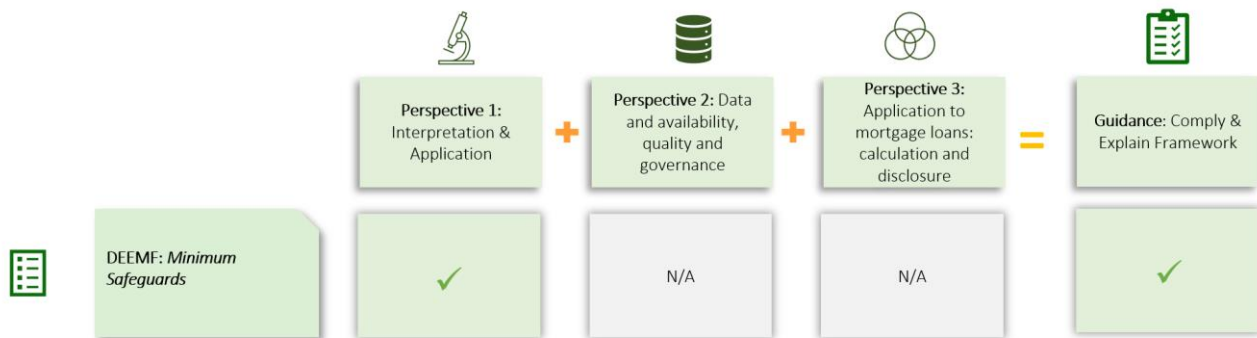 Perspective 1:
Interpretation &
Application
+
Perspective 2: Data
and availability,
quality and
governance
+
Perspective 3:
Application to
mortgage loans:
calculation and
disclosure
=
Guidance: Comply &
Explain Framework
DEEMF: Minimum
Safeguards
✓
N/A
N/A
✓